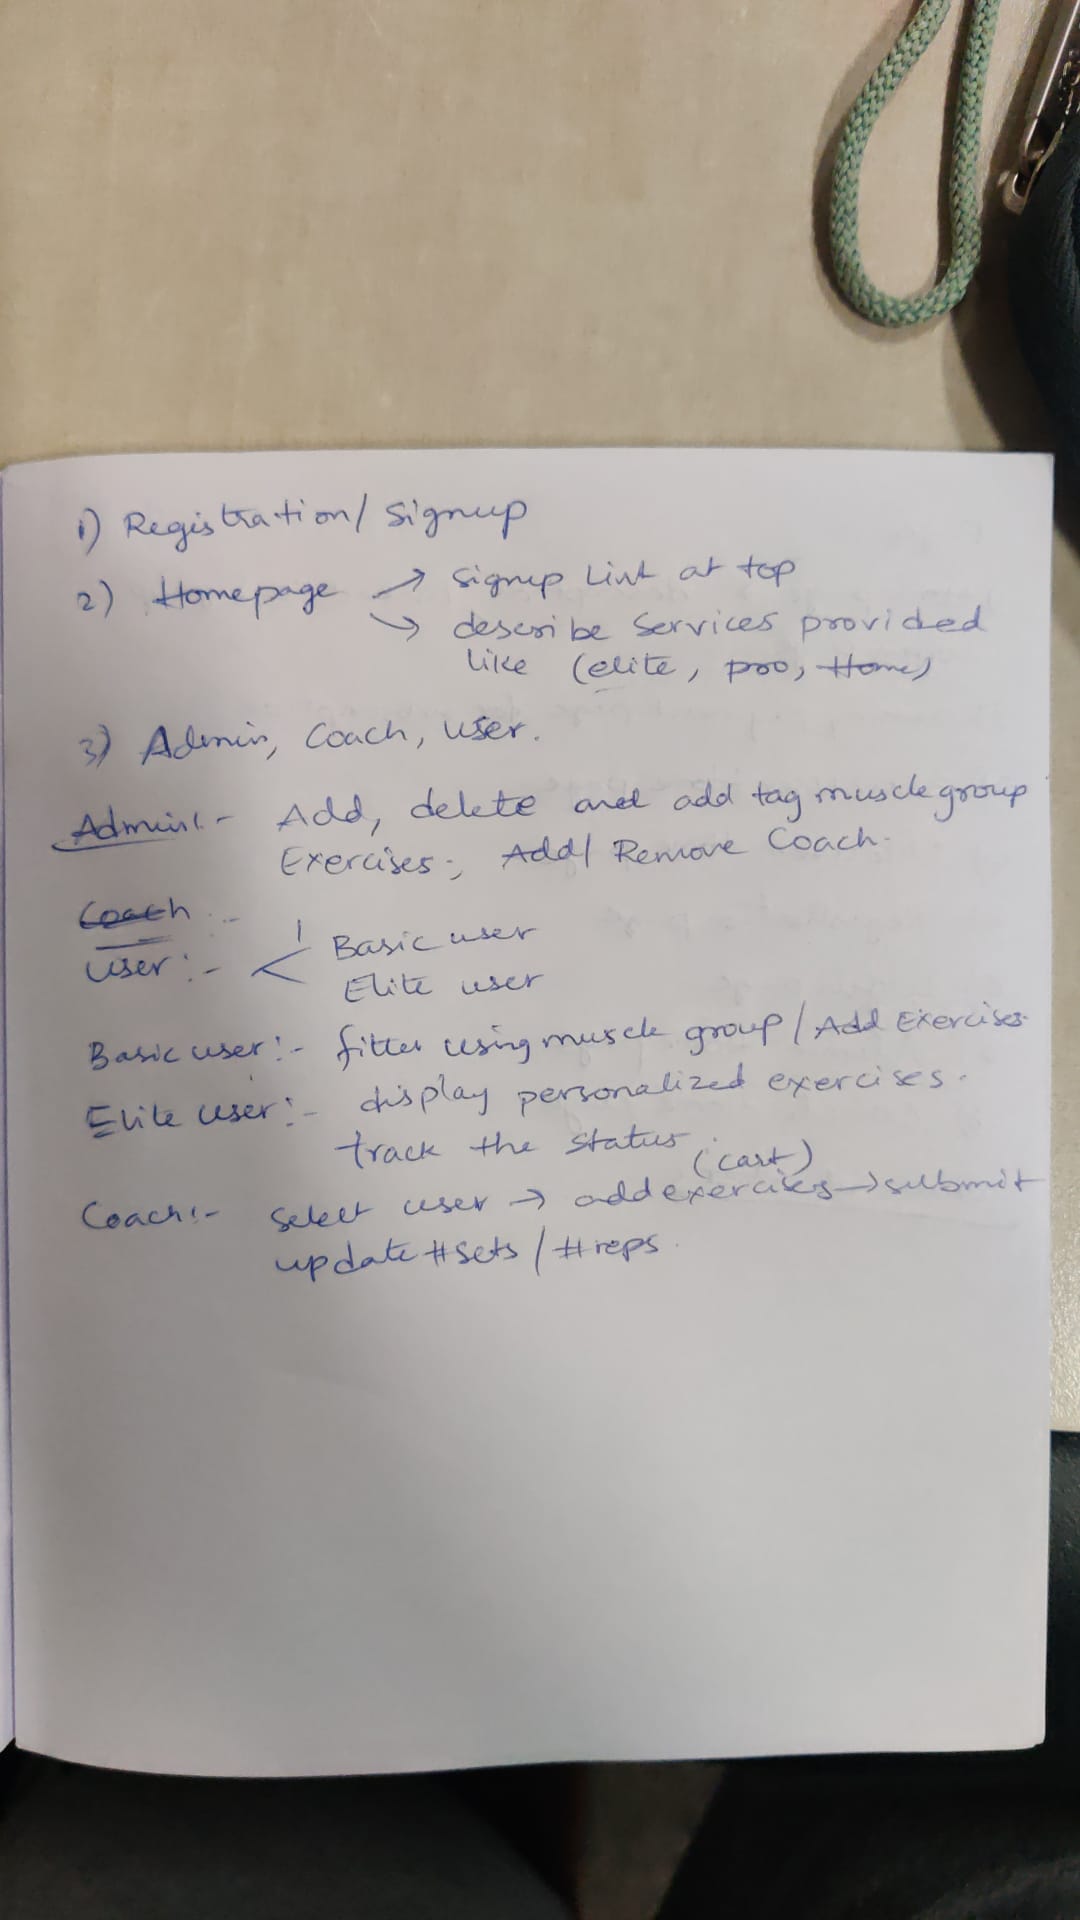 1) Registration/ Signup
2) Homepage → Signup Link at top
→ describe Services provided
like (elite, pro, Home)
3) Admin, Coach, User.
Admin:- Add, delete and add tag muscle group
Exercises; Add/ Remove Coach.
Coach :-
User:- < Basic user
Elite user
Basic user:- filter using muscle group / Add Exercises.
Elite user:- display personalized exercises.
track the status.
(cart)
Coach:- Select user → add exercises → submit
update #sets / #reps.